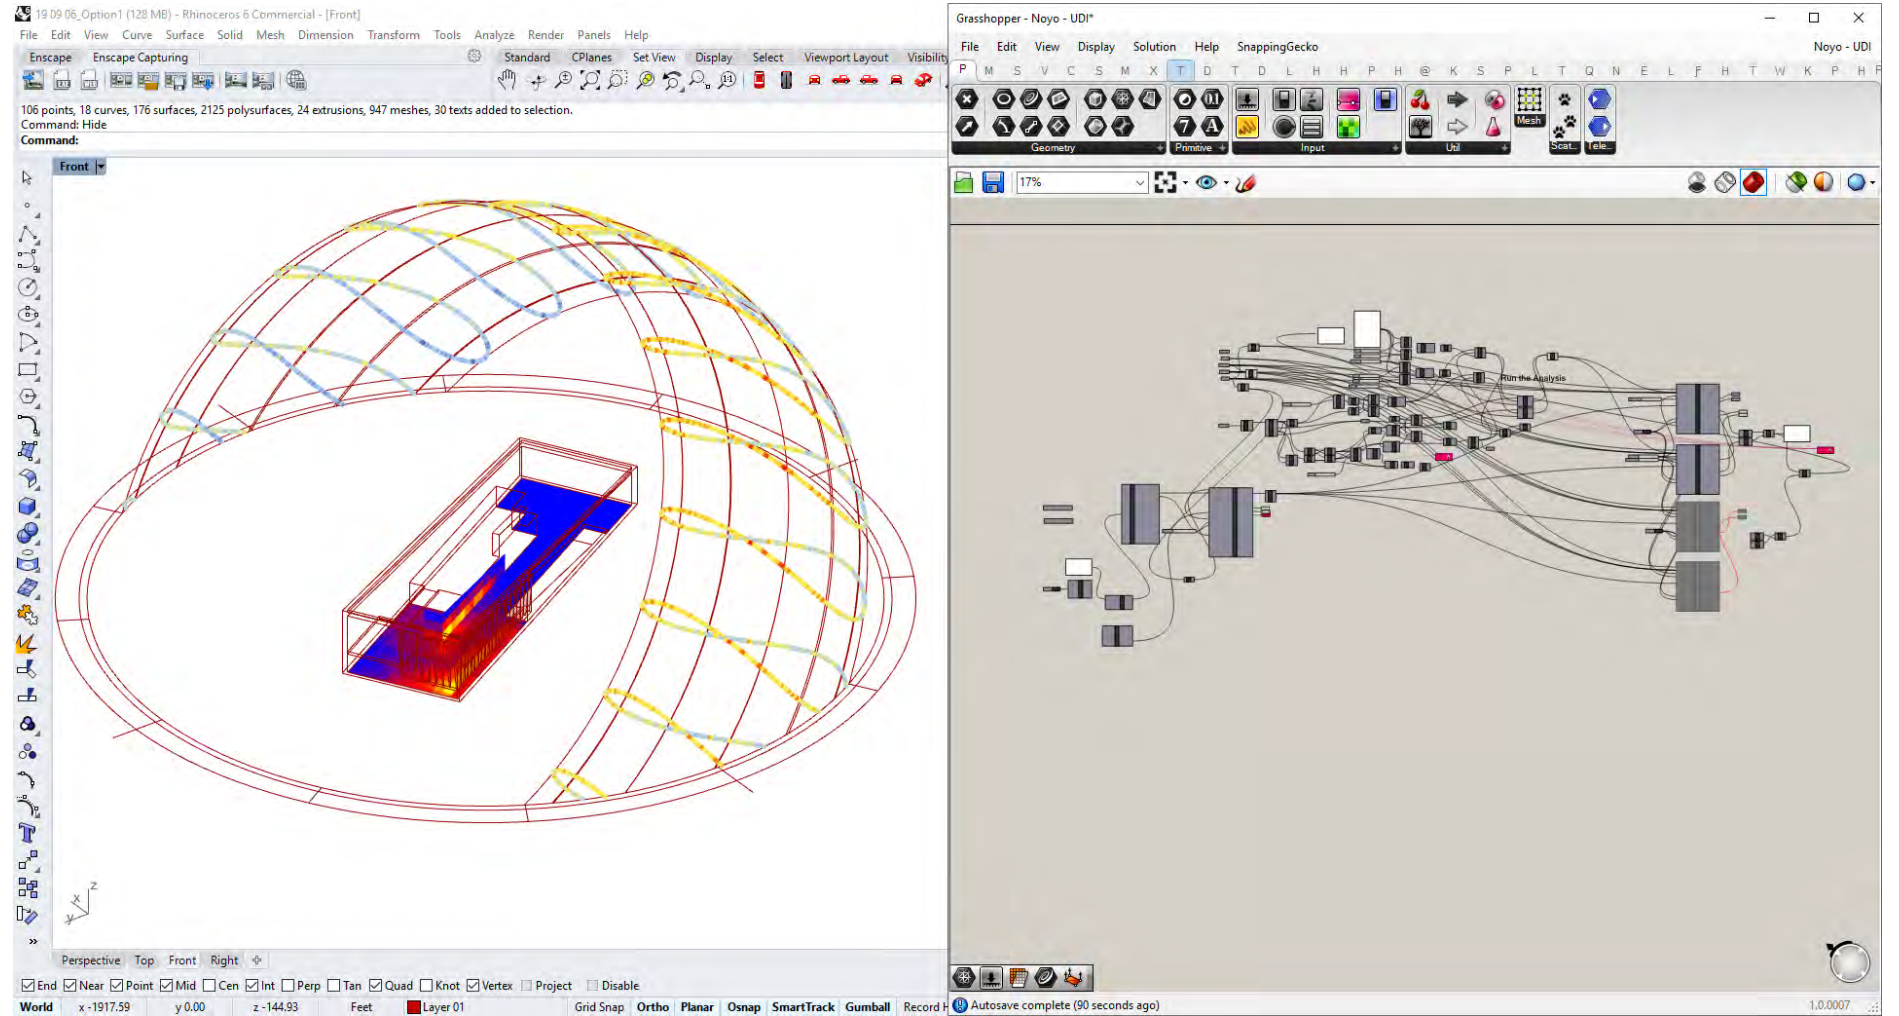 19 09 06_Option1 (128 MB) - Rhinoceros 6 Commercial - [Front]
File Edit View Curve Surface Solid Mesh Dimension Transform Tools Analyze Render Panels Help
Enscape Enscape Capturing
Standard CPlanes Set View Display Select Viewport Layout Visibilit
106 points, 18 curves, 176 surfaces, 2125 polysurfaces, 24 extrusions, 947 meshes, 30 texts added to selection.
Command: Hide
Command:
Front
z
x
y
Perspective Top Front Right
End Near Point Mid Cen Int Perp Tan Quad Knot Vertex Project Disable
World x -1917.59 y 0.00 z -144.93 Feet Layer 01 Grid Snap Ortho Planar Osnap SmartTrack Gumball Record H
Grasshopper - Noyo - UDI*
File Edit View Display Solution Help SnappingGecko Noyo - UDI
P M S V C S M X T D T D L H H P H @ K S P L T Q N E L F H T W K P H F
0.1
7 A
Mesh
Geometry Primitive Input Util Scat... Tele...
17%
Run the Analysis
Autosave complete (90 seconds ago) 1.0.0007